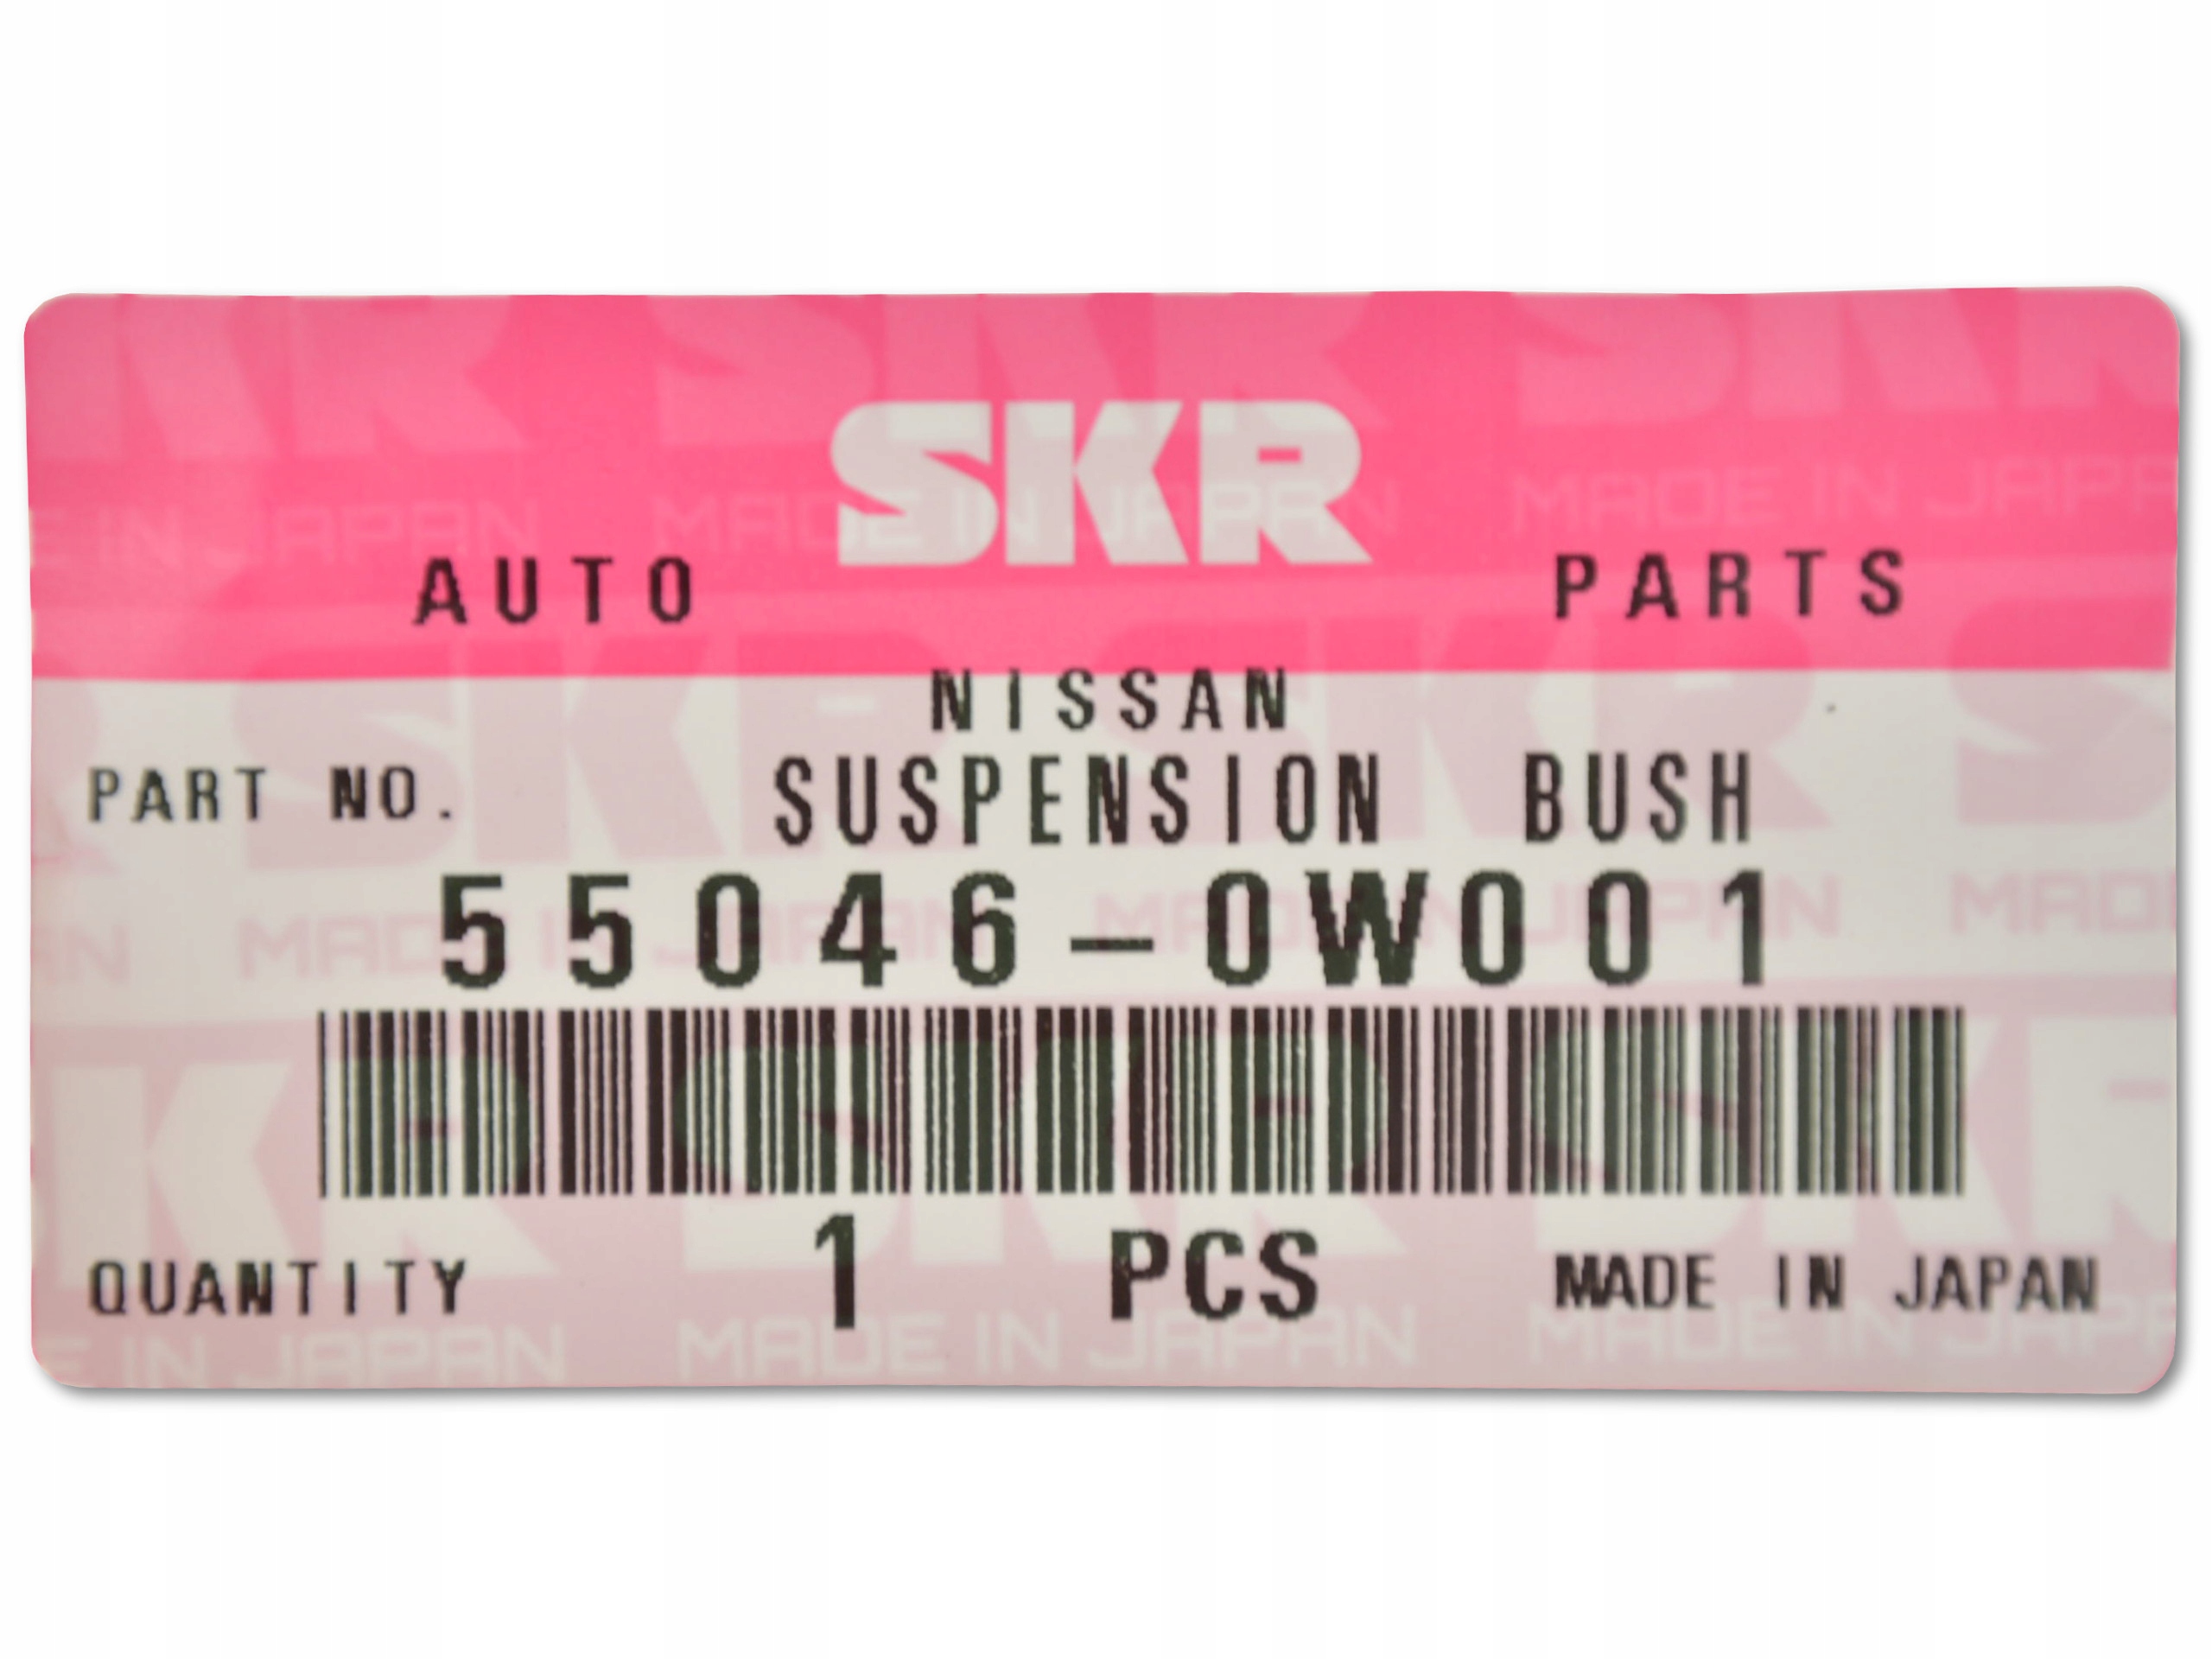 SKR
AUTO PARTS
NISSAN
PART NO. SUSPENSION BUSH
55046-0W001
QUANTITY 1 PCS MADE IN JAPAN